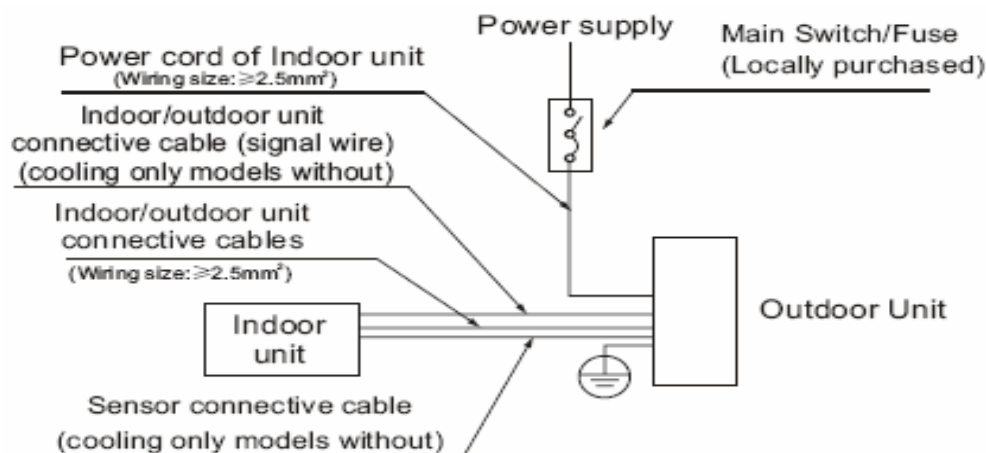 Power supply
Main Switch/Fuse
(Locally purchased)
Power cord of Indoor unit
(Wiring size:≥2.5mm²)
Indoor/outdoor unit
connective cable (signal wire)
(cooling only models without)
Indoor/outdoor unit
connective cables
(Wiring size:≥2.5mm²)
Indoor
unit
Outdoor Unit
Sensor connective cable
(cooling only models without)